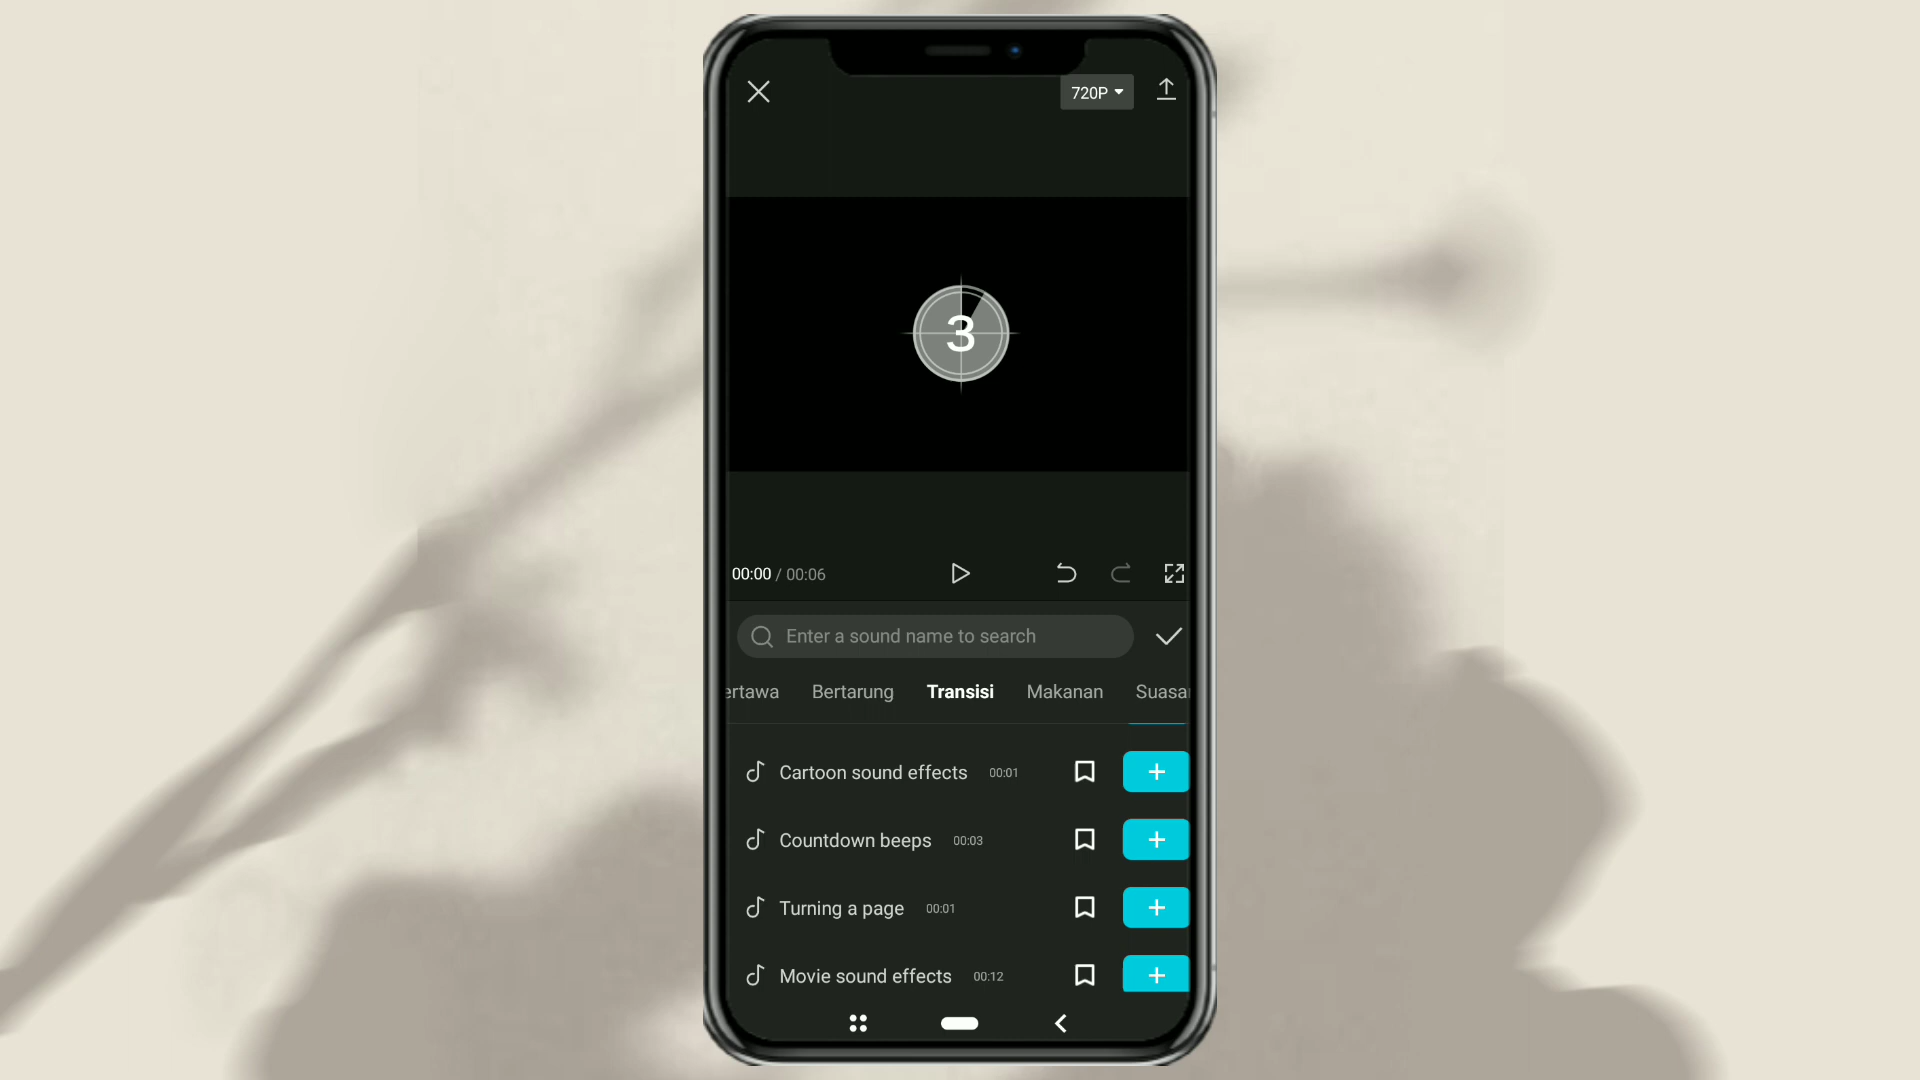 720P
3
00:00 / 00:06
Enter a sound name to search
ertawa Bertarung Transisi Makanan Suasa
Cartoon sound effects 00:01
Countdown beeps 00:03
Turning a page 00:01
Movie sound effects 00:12